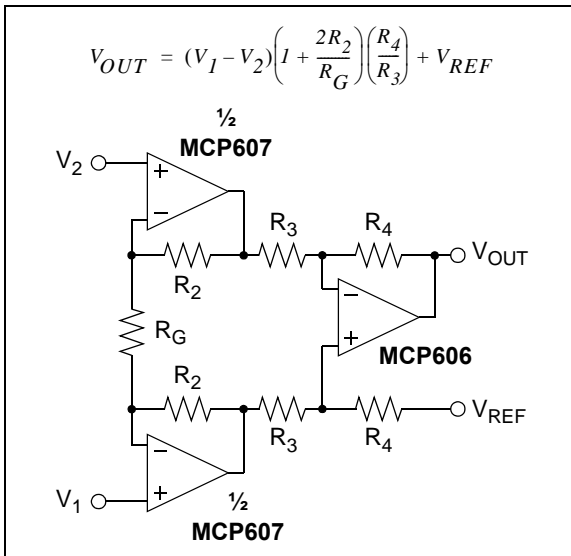 V_OUT = (V_1 – V_2)(1 + 2R_2/R_G)(R_4/R_3) + V_REF
½
MCP607
V_2
+
–
R_3
R_4
V_OUT
R_2
–
+
R_G
MCP606
R_2
R_3
R_4
V_REF
–
+
V_1
½
MCP607